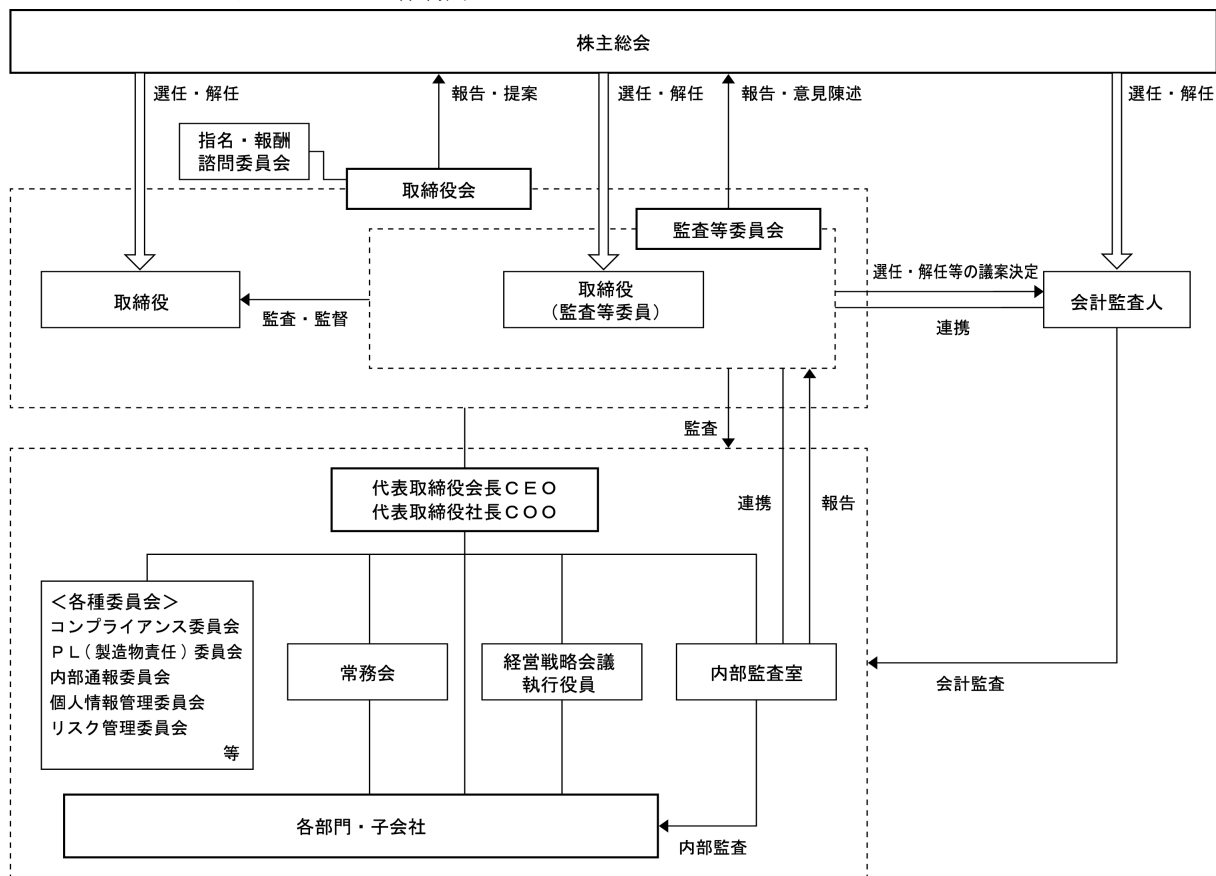 株主総会
選任・解任
報告・提案
選任・解任
報告・意見陳述
選任・解任
指名・報酬
諮問委員会
取締役会
監査等委員会
取締役
監査・監督
取締役
(監査等委員)
選任・解任等の議案決定
連携
会計監査人
監査
代表取締役会長CEO
代表取締役社長COO
連携
報告
<各種委員会>
コンプライアンス委員会
PL(製造物責任)委員会
内部通報委員会
個人情報管理委員会
リスク管理委員会
等
常務会
経営戦略会議
執行役員
内部監査室
会計監査
各部門・子会社
内部監査